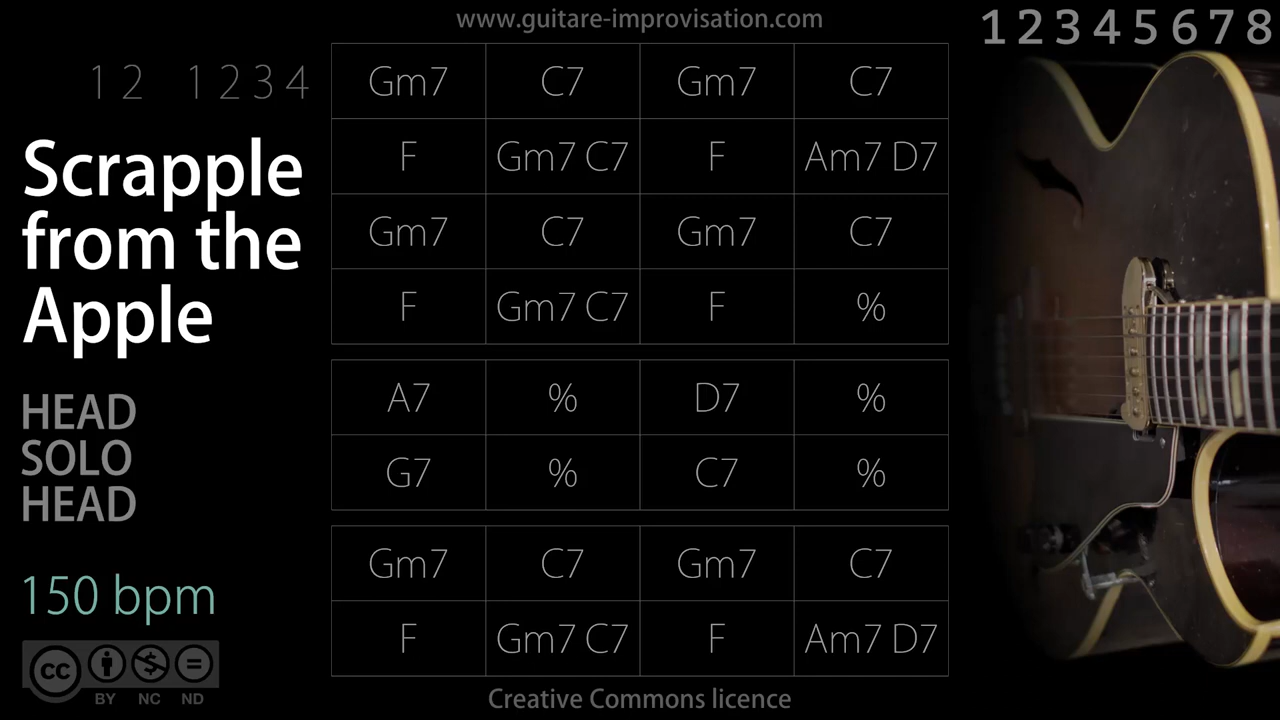 www.guitare-improvisation.com
1 2 3 4 5 6 7 8
1 2 1 2 3 4
Scrapple
from the
Apple
HEAD
SOLO
HEAD
150 bpm
cc
BY NC ND
Gm7 C7 Gm7 C7
F Gm7 C7 F Am7 D7
Gm7 C7 Gm7 C7
F Gm7 C7 F %
A7 % D7 %
G7 % C7 %
Gm7 C7 Gm7 C7
F Gm7 C7 F Am7 D7
Creative Commons licence